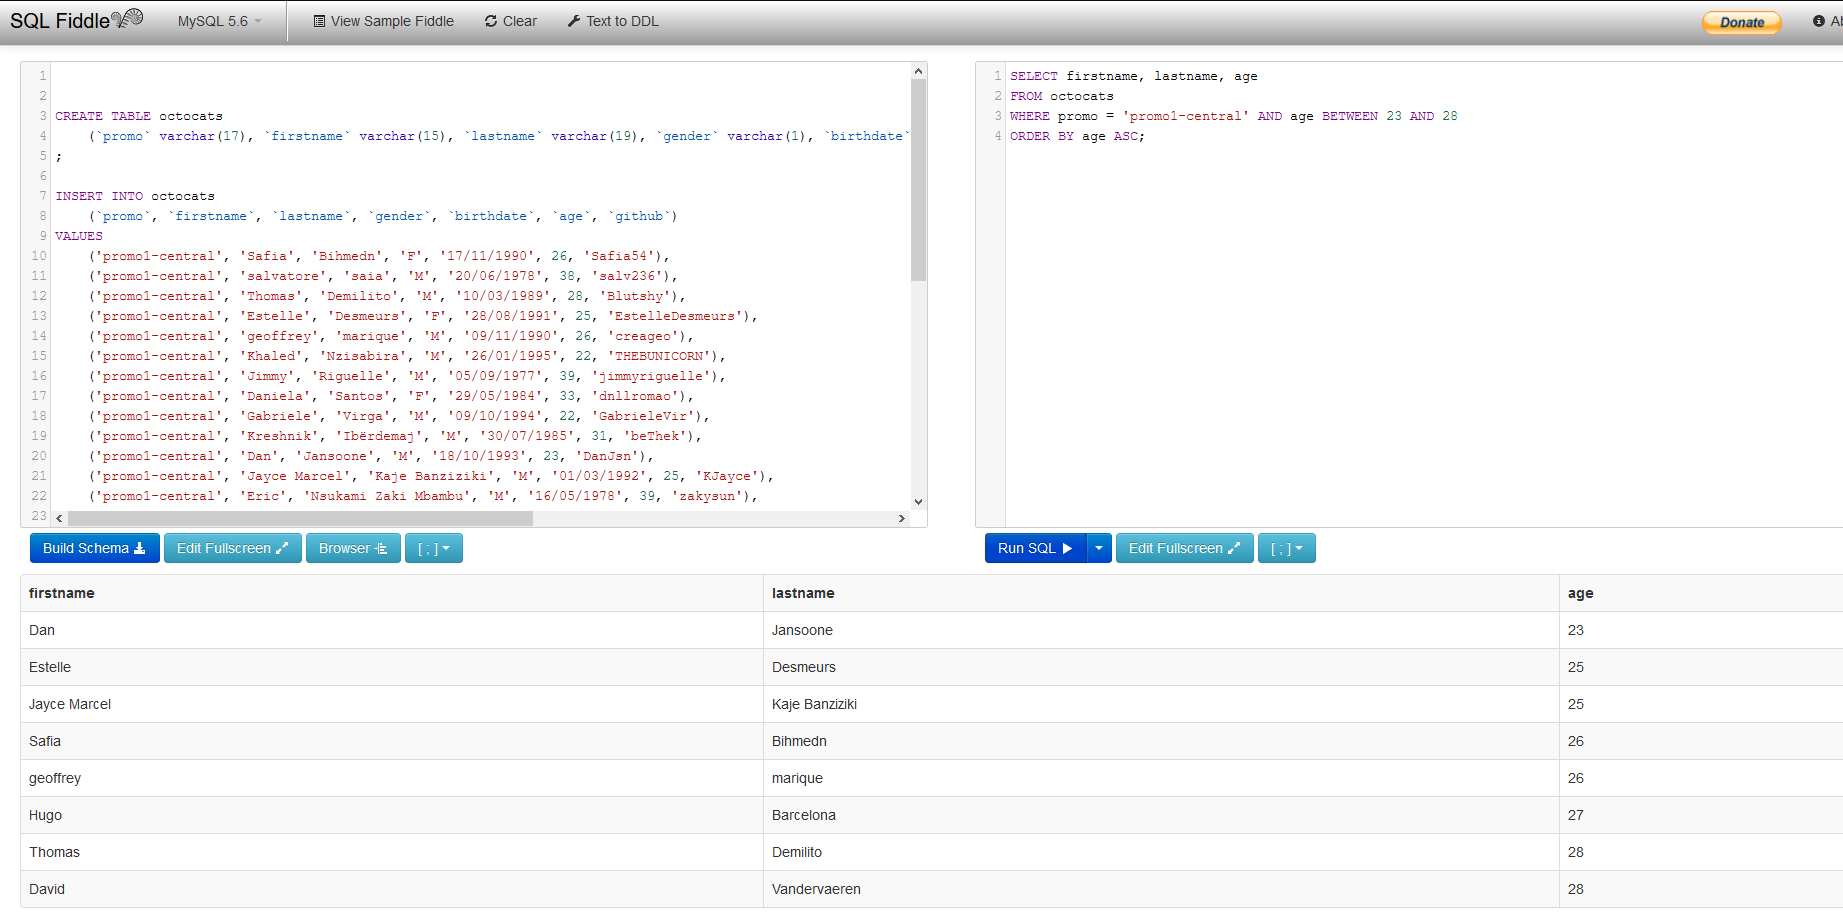 SQL Fiddle MySQL 5.6 View Sample Fiddle Clear Text to DDL Donate
1
2
3 CREATE TABLE octocats
4 (`promo` varchar(17), `firstname` varchar(15), `lastname` varchar(19), `gender` varchar(1), `birthdate`
5 ;
6
7 INSERT INTO octocats
8 (`promo`, `firstname`, `lastname`, `gender`, `birthdate`, `age`, `github`)
9 VALUES
10 ('promo1-central', 'Safia', 'Bihmedn', 'F', '17/11/1990', 26, 'Safia54'),
11 ('promo1-central', 'salvatore', 'saia', 'M', '20/06/1978', 38, 'salv236'),
12 ('promo1-central', 'Thomas', 'Demilito', 'M', '10/03/1989', 28, 'Blutshy'),
13 ('promo1-central', 'Estelle', 'Desmeurs', 'F', '28/08/1991', 25, 'EstelleDesmeurs'),
14 ('promo1-central', 'geoffrey', 'marique', 'M', '09/11/1990', 26, 'creageo'),
15 ('promo1-central', 'Khaled', 'Nzisabira', 'M', '26/01/1995', 22, 'THEBUNICORN'),
16 ('promo1-central', 'Jimmy', 'Riguelle', 'M', '05/09/1977', 39, 'jimmyriguelle'),
17 ('promo1-central', 'Daniela', 'Santos', 'F', '29/05/1984', 33, 'dnllromao'),
18 ('promo1-central', 'Gabriele', 'Virga', 'M', '09/10/1994', 22, 'GabrieleVir'),
19 ('promo1-central', 'Kreshnik', 'Ibërdemaj', 'M', '30/07/1985', 31, 'beThek'),
20 ('promo1-central', 'Dan', 'Jansoone', 'M', '18/10/1993', 23, 'DanJsn'),
21 ('promo1-central', 'Jayce Marcel', 'Kaje Banziziki', 'M', '01/03/1992', 25, 'KJayce'),
22 ('promo1-central', 'Eric', 'Nsukami Zaki Mbambu', 'M', '16/05/1978', 39, 'zakysun'),
23
1 SELECT firstname, lastname, age
2 FROM octocats
3 WHERE promo = 'promo1-central' AND age BETWEEN 23 AND 28
4 ORDER BY age ASC;
Build Schema Edit Fullscreen Browser [ ; ]
Run SQL Edit Fullscreen [ ; ]
firstname lastname age
Dan Jansoone 23
Estelle Desmeurs 25
Jayce Marcel Kaje Banziziki 25
Safia Bihmedn 26
geoffrey marique 26
Hugo Barcelona 27
Thomas Demilito 28
David Vandervaeren 28